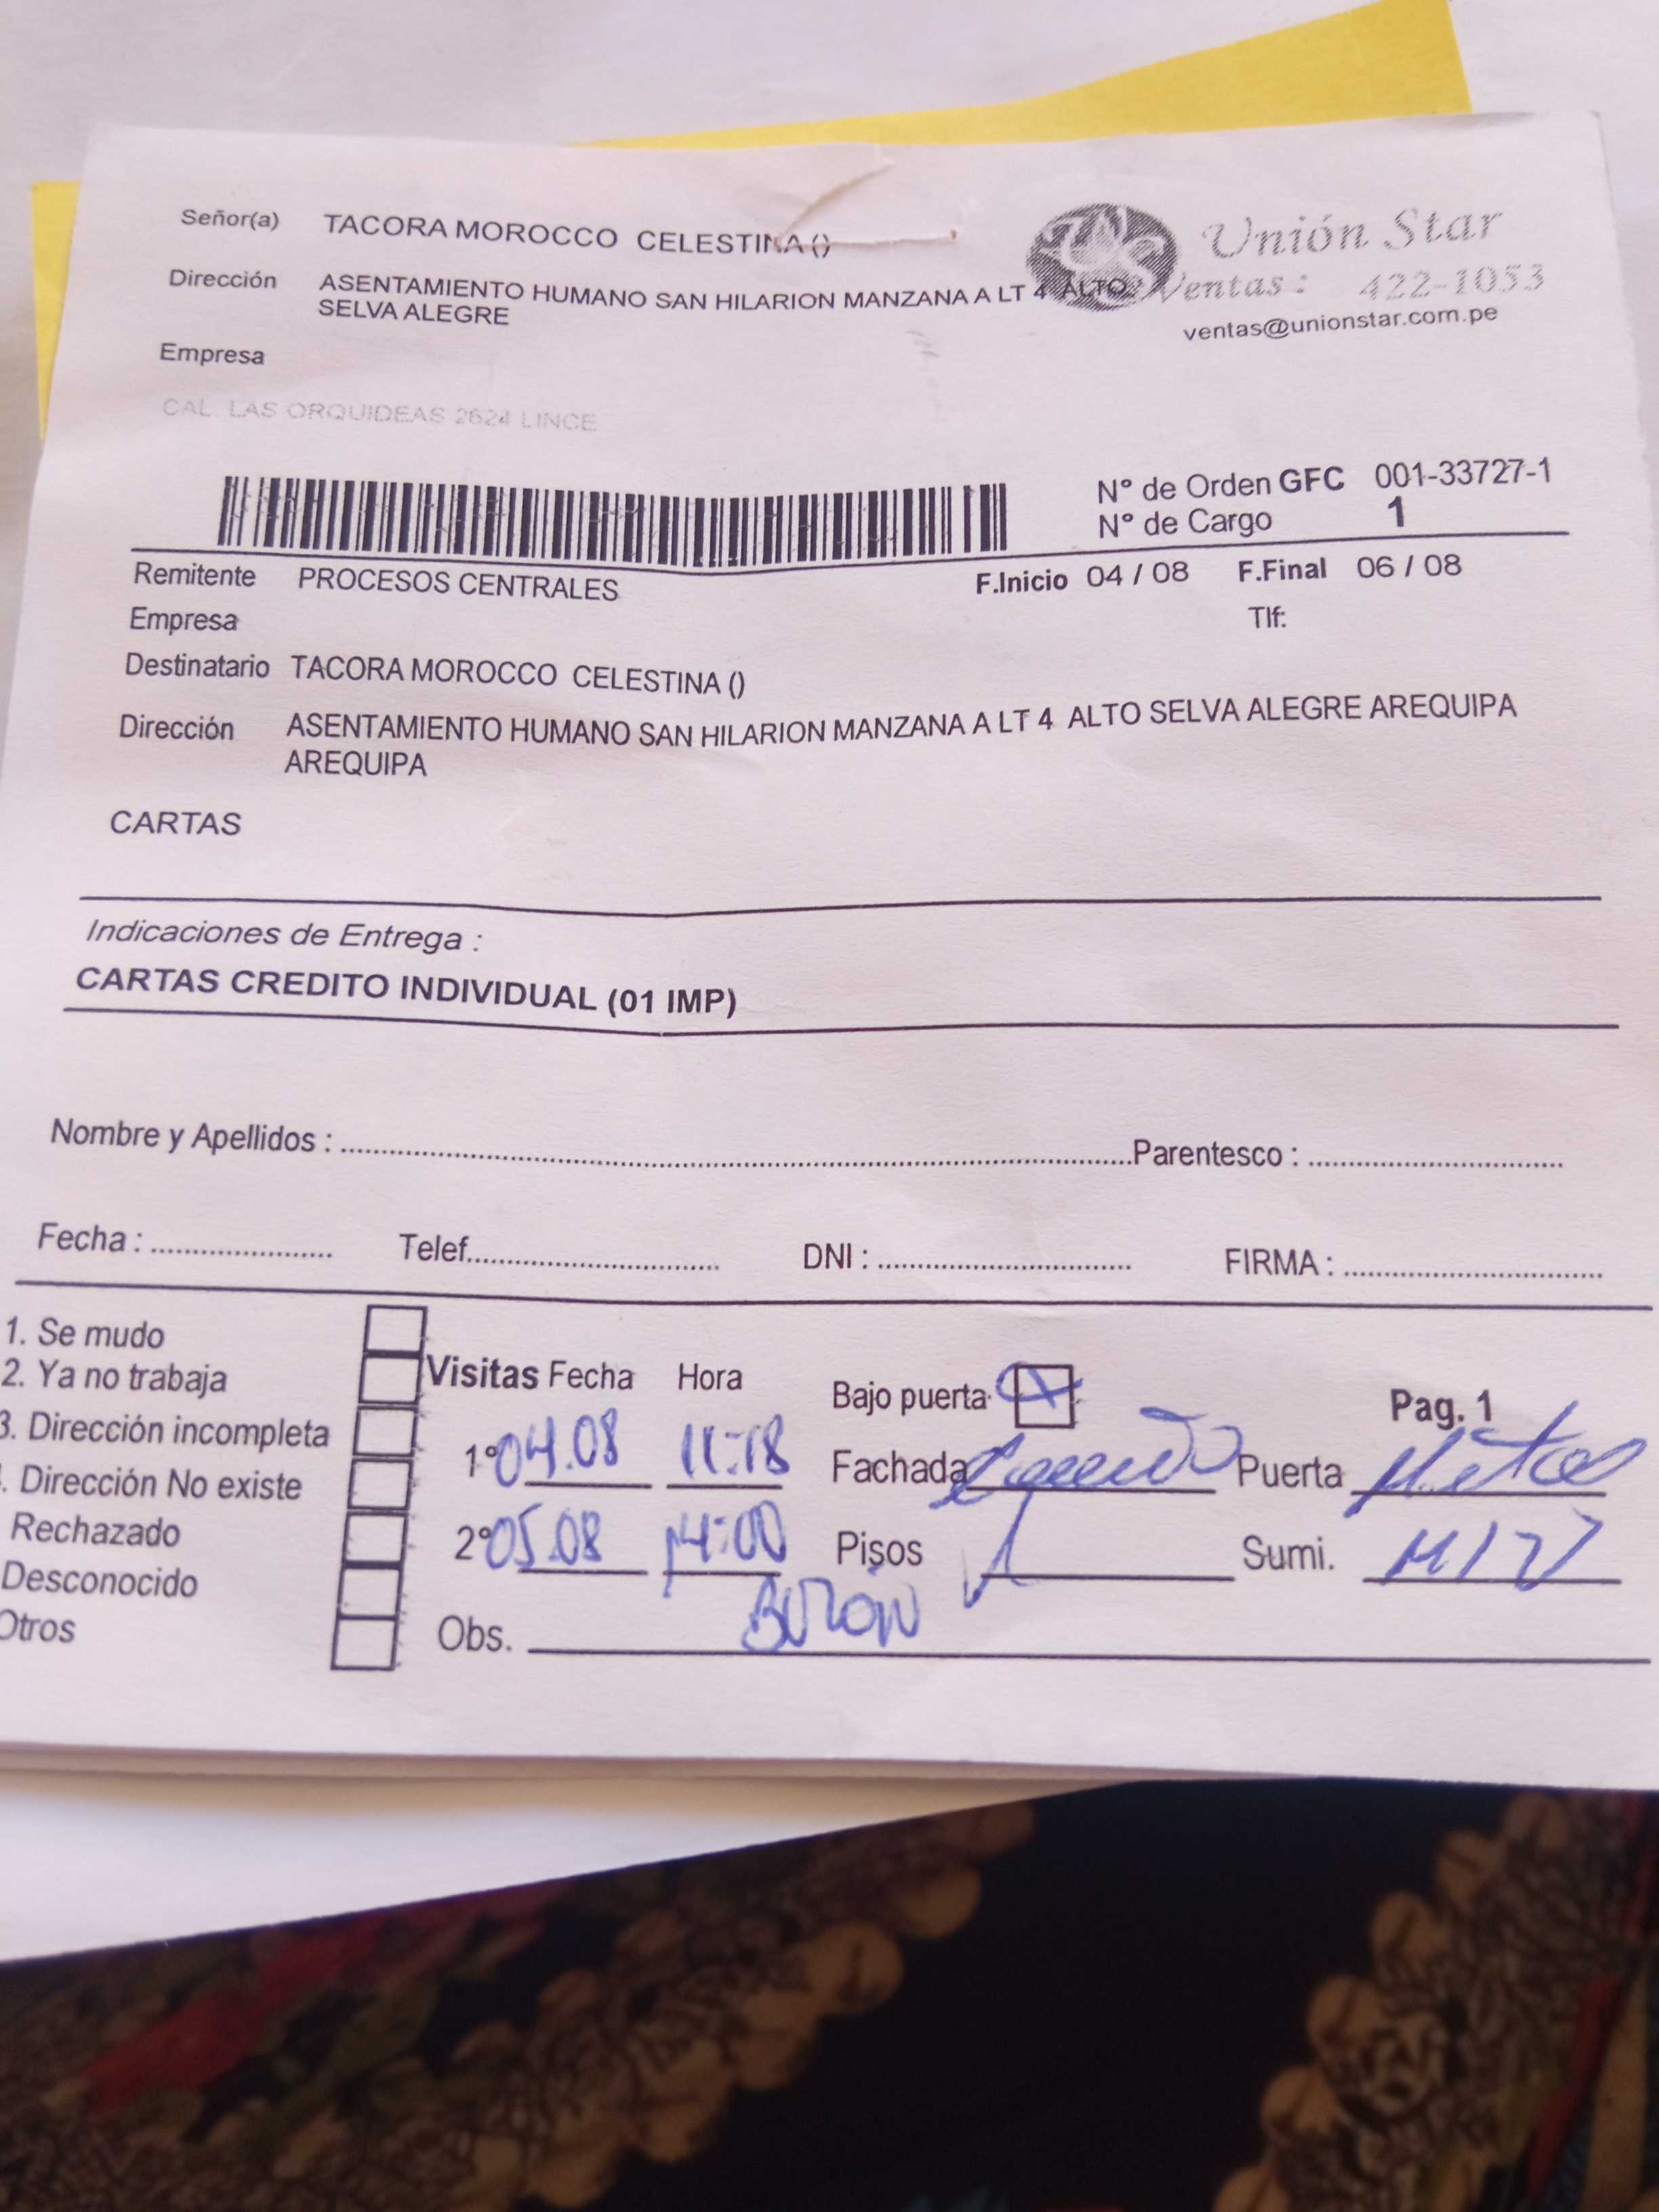 Señor(a) TACORA MOROCCO CELESTINA ()
Unión Star
Dirección ASENTAMIENTO HUMANO SAN HILARION MANZANA A LT 4 ALTO
SELVA ALEGRE
Ventas: 422-1053
ventas@unionstar.com.pe
Empresa
CAL LAS ORQUIDEAS 2624 LINCE
N° de Orden GFC 001-33727-1
N° de Cargo 1
Remitente PROCESOS CENTRALES F.Inicio 04 / 08 F.Final 06 / 08
Empresa Tlf:
Destinatario TACORA MOROCCO CELESTINA ()
Dirección ASENTAMIENTO HUMANO SAN HILARION MANZANA A LT 4 ALTO SELVA ALEGRE AREQUIPA
AREQUIPA
CARTAS
Indicaciones de Entrega :
CARTAS CREDITO INDIVIDUAL (01 IMP)
Nombre y Apellidos : Parentesco :
Fecha : Telef. DNI : FIRMA :
1. Se mudo
2. Ya no trabaja
3. Dirección incompleta
. Dirección No existe
Rechazado
Desconocido
Otros
Visitas Fecha Hora
1° 04.08 11:18
2° 05.08 14:00
Obs. BUZON
Bajo puerta X Pag. 1
Fachada Puerta Metal
Pisos 1 Sumi.